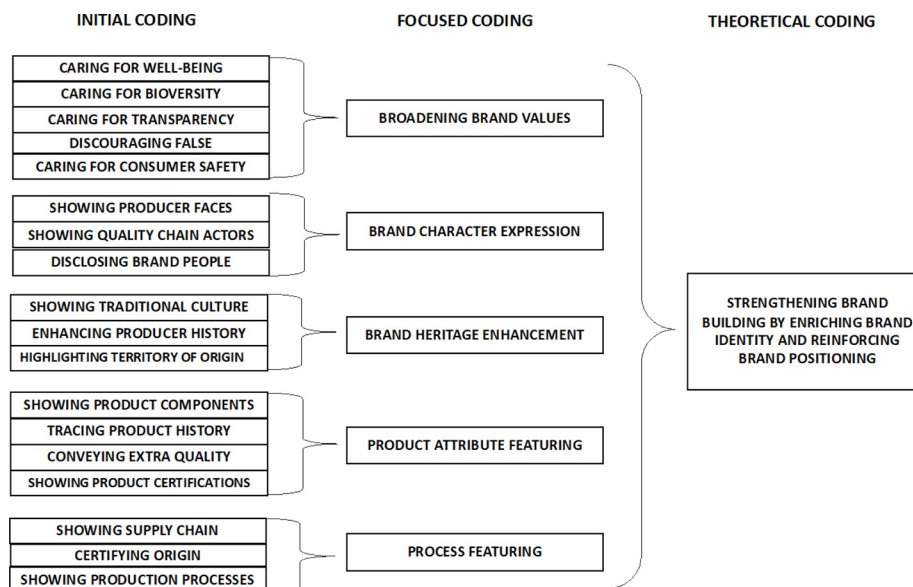 INITIAL CODING
FOCUSED CODING
THEORETICAL CODING
CARING FOR WELL-BEING
CARING FOR BIOVERSITY
CARING FOR TRANSPARENCY
DISCOURAGING FALSE
CARING FOR CONSUMER SAFETY
BROADENING BRAND VALUES
SHOWING PRODUCER FACES
SHOWING QUALITY CHAIN ACTORS
DISCLOSING BRAND PEOPLE
BRAND CHARACTER EXPRESSION
SHOWING TRADITIONAL CULTURE
ENHANCING PRODUCER HISTORY
HIGHLIGHTING TERRITORY OF ORIGIN
BRAND HERITAGE ENHANCEMENT
SHOWING PRODUCT COMPONENTS
TRACING PRODUCT HISTORY
CONVEYING EXTRA QUALITY
SHOWING PRODUCT CERTIFICATIONS
PRODUCT ATTRIBUTE FEATURING
SHOWING SUPPLY CHAIN
CERTIFYING ORIGIN
SHOWING PRODUCTION PROCESSES
PROCESS FEATURING
STRENGTHENING BRAND
BUILDING BY ENRICHING BRAND
IDENTITY AND REINFORCING
BRAND POSITIONING